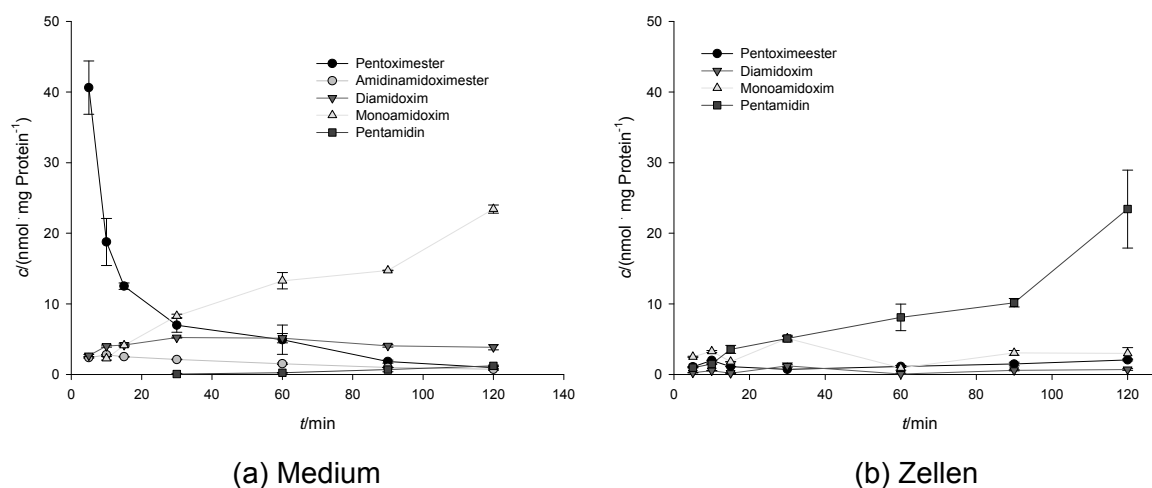 50
40
30
20
10
0
c/(nmol · mg Protein⁻¹)
Pentoximester
Amidinamidoximester
Diamidoxim
Monoamidoxim
Pentamidin
0 20 40 60 80 100 120 140
t/min
(a) Medium
50
40
30
20
10
0
c/(nmol · mg Protein⁻¹)
Pentoximeester
Diamidoxim
Monoamidoxim
Pentamidin
0 20 40 60 80 100 120
t/min
(b) Zellen